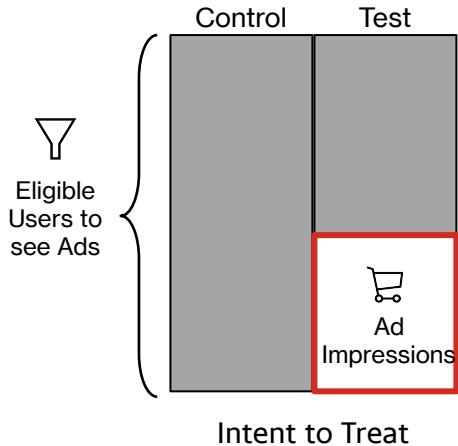 Control Test
Eligible
Users to
see Ads
Ad
Impressions
Intent to Treat